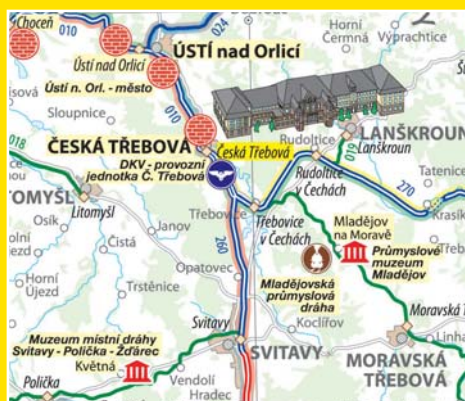 Choceň
010
024
Horní
Čermná
Výprachtice
ÚSTÍ nad ORLICÍ
Ústí nad Orlicí
Ústí n. Orl. - město
010
Sloupnice
018
ČESKÁ TŘEBOVÁ
Česká Třebová
DKV - provozní
jednotka Č. Třebová
Rudoltice
019
LANŠKROUN
Lanškroun
Rudoltice
v Čechách
270
Tatenice
Krasík
TOMYŠL
Litomyšl
Třebovice
Třebovice
v Čechách
Osík
Janov
Čistá
260
Mladějov
na Moravě
Průmyslové
muzeum
Mladějov
Opatovec
Horní
Újezd
Trstěnice
Mladějovská
průmyslová
dráha
Koclířov
Moravská T
Muzeum místní dráhy
Svitavy - Polička - Žďárec
Květná
Svitavy
SVITAVY
MORAVSKÁ
TŘEBOVÁ
Linha
Polička
Vendolí
Hradec